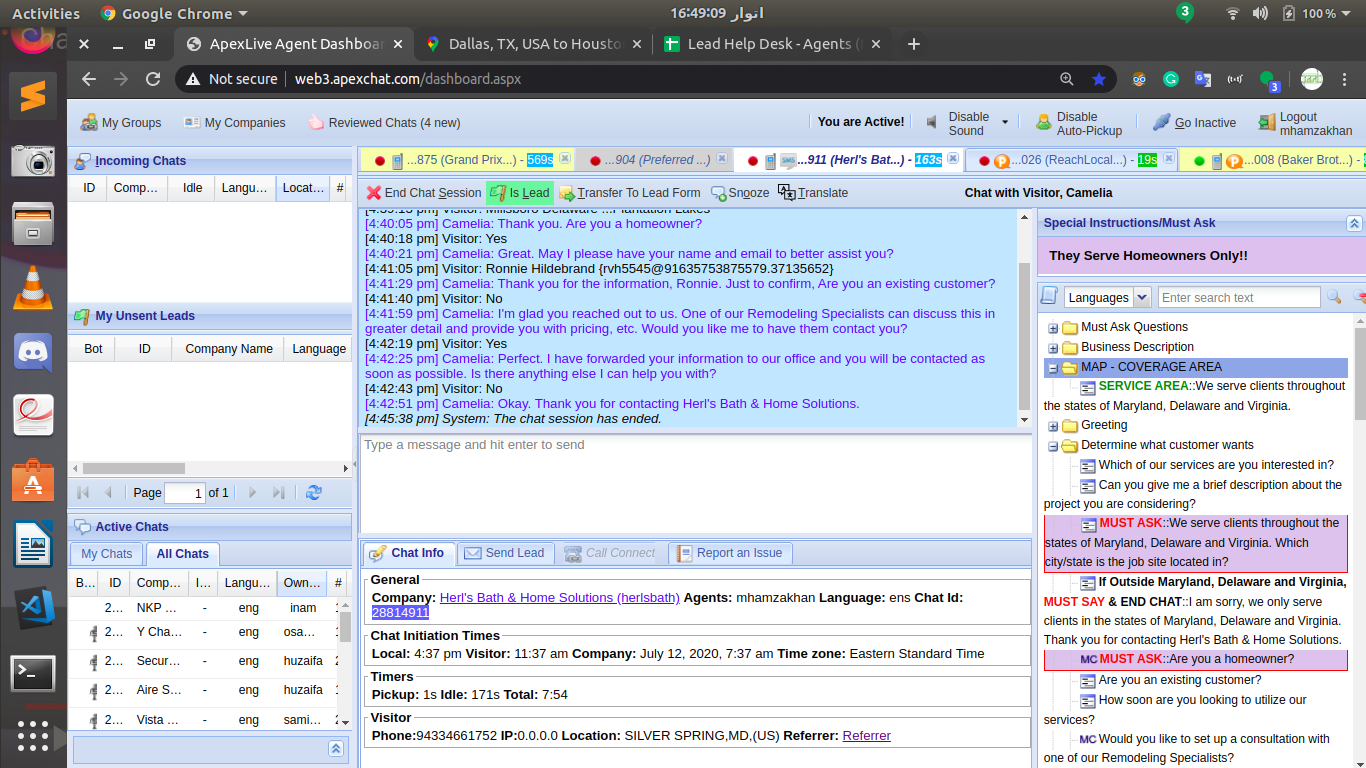 Activities
Google Chrome
16:49:09 اتوار
3
100 %
Cha
ApexLive Agent Dashboar
Dallas, TX, USA to Housto
Lead Help Desk - Agents (
Not secure
web3.apexchat.com/dashboard.aspx
3
My Groups
My Companies
Reviewed Chats (4 new)
You are Active!
Disable Sound
Disable Auto-Pickup
Go Inactive
Logout mhamzakhan
Incoming Chats
ID Comp… Idle Langu… Locat… #
My Unsent Leads
Bot ID Company Name Language
Page 1 of 1
Active Chats
My Chats All Chats
B… ID Comp… I… Langu… Own… #
2… NKP … - eng inam
2… Y Cha… - eng osa…
2… Secur… - eng huzaifa
2… Aire S… - eng huzaifa
2… Vista … - eng sami…
...875 (Grand Prix...) - 569s
...904 (Preferred ...)
SMS ...911 (Herl's Bat...) - 163s
...026 (ReachLocal...) - 19s
...008 (Baker Brot...) -
End Chat Session
Is Lead
Transfer To Lead Form
Snooze
Translate
Chat with Visitor, Camelia
[4:39:13 pm] Visitor: Millsboro Delaware ...Plantation Lakes
[4:40:05 pm] Camelia: Thank you. Are you a homeowner?
[4:40:18 pm] Visitor: Yes
[4:40:21 pm] Camelia: Great. May I please have your name and email to better assist you?
[4:41:05 pm] Visitor: Ronnie Hildebrand {rvh5545@91635753875579.37135652}
[4:41:29 pm] Camelia: Thank you for the information, Ronnie. Just to confirm, Are you an existing customer?
[4:41:40 pm] Visitor: No
[4:41:59 pm] Camelia: I'm glad you reached out to us. One of our Remodeling Specialists can discuss this in
greater detail and provide you with pricing, etc. Would you like me to have them contact you?
[4:42:19 pm] Visitor: Yes
[4:42:25 pm] Camelia: Perfect. I have forwarded your information to our office and you will be contacted as
soon as possible. Is there anything else I can help you with?
[4:42:43 pm] Visitor: No
[4:42:51 pm] Camelia: Okay. Thank you for contacting Herl's Bath & Home Solutions.
[4:45:38 pm] System: The chat session has ended.
Type a message and hit enter to send
Chat Info
Send Lead
Call Connect
Report an Issue
General
Company: Herl's Bath & Home Solutions (herlsbath) Agents: mhamzakhan Language: ens Chat Id:
28814911
Chat Initiation Times
Local: 4:37 pm Visitor: 11:37 am Company: July 12, 2020, 7:37 am Time zone: Eastern Standard Time
Timers
Pickup: 1s Idle: 171s Total: 7:54
Visitor
Phone:94334661752 IP:0.0.0.0 Location: SILVER SPRING,MD,(US) Referrer: Referrer
Special Instructions/Must Ask
They Serve Homeowners Only!!
Languages
Enter search text
Must Ask Questions
Business Description
MAP - COVERAGE AREA
SERVICE AREA::We serve clients throughout
the states of Maryland, Delaware and Virginia.
Greeting
Determine what customer wants
Which of our services are you interested in?
Can you give me a brief description about the
project you are considering?
MUST ASK::We serve clients throughout the
states of Maryland, Delaware and Virginia. Which
city/state is the job site located in?
If Outside Maryland, Delaware and Virginia,
MUST SAY & END CHAT::I am sorry, we only serve
clients in the states of Maryland, Delaware and Virginia.
Thank you for contacting Herl's Bath & Home Solutions.
MC MUST ASK::Are you a homeowner?
Are you an existing customer?
How soon are you looking to utilize our
services?
MC Would you like to set up a consultation with
one of our Remodeling Specialists?